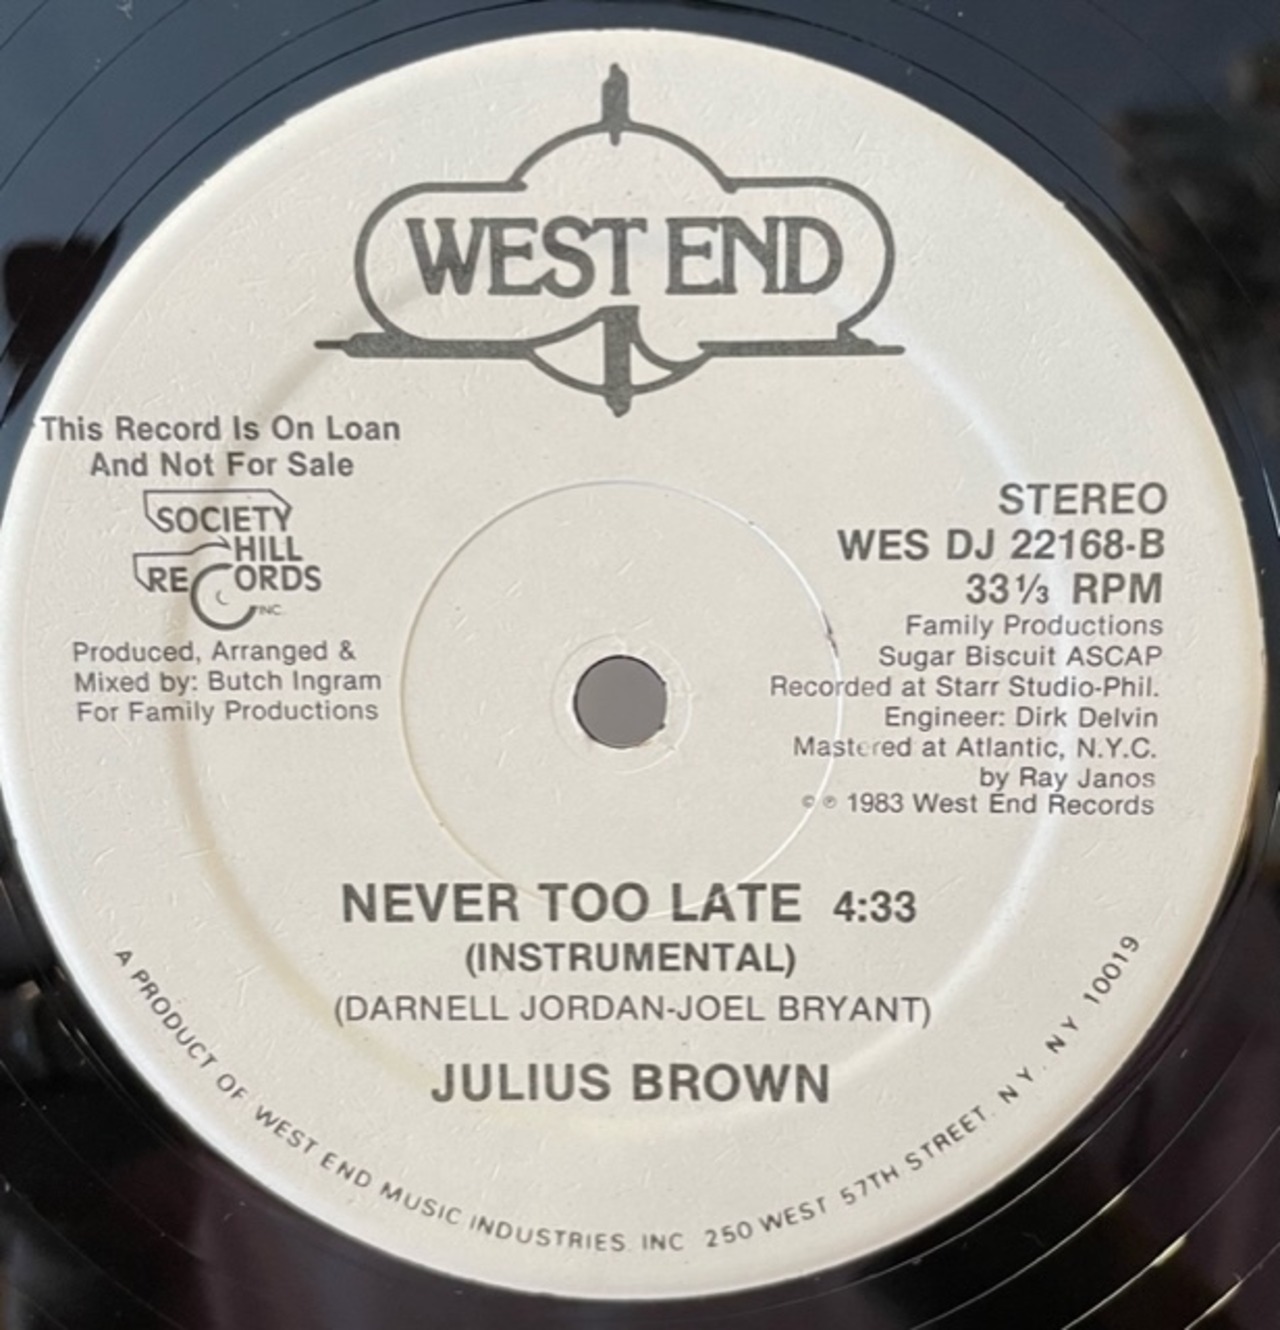 WEST END
This Record Is On Loan
And Not For Sale
SOCIETY
HILL
RECORDS
INC.
Produced, Arranged &
Mixed by: Butch Ingram
For Family Productions
STEREO
WES DJ 22168-B
33⅓ RPM
Family Productions
Sugar Biscuit ASCAP
Recorded at Starr Studio-Phil.
Engineer: Dirk Delvin
Mastered at Atlantic, N.Y.C.
by Ray Janos
© ℗ 1983 West End Records
NEVER TOO LATE 4:33
(INSTRUMENTAL)
(DARNELL JORDAN-JOEL BRYANT)
JULIUS BROWN
A PRODUCT OF WEST END MUSIC INDUSTRIES INC 250 WEST 57TH STREET. N.Y. NY 10019